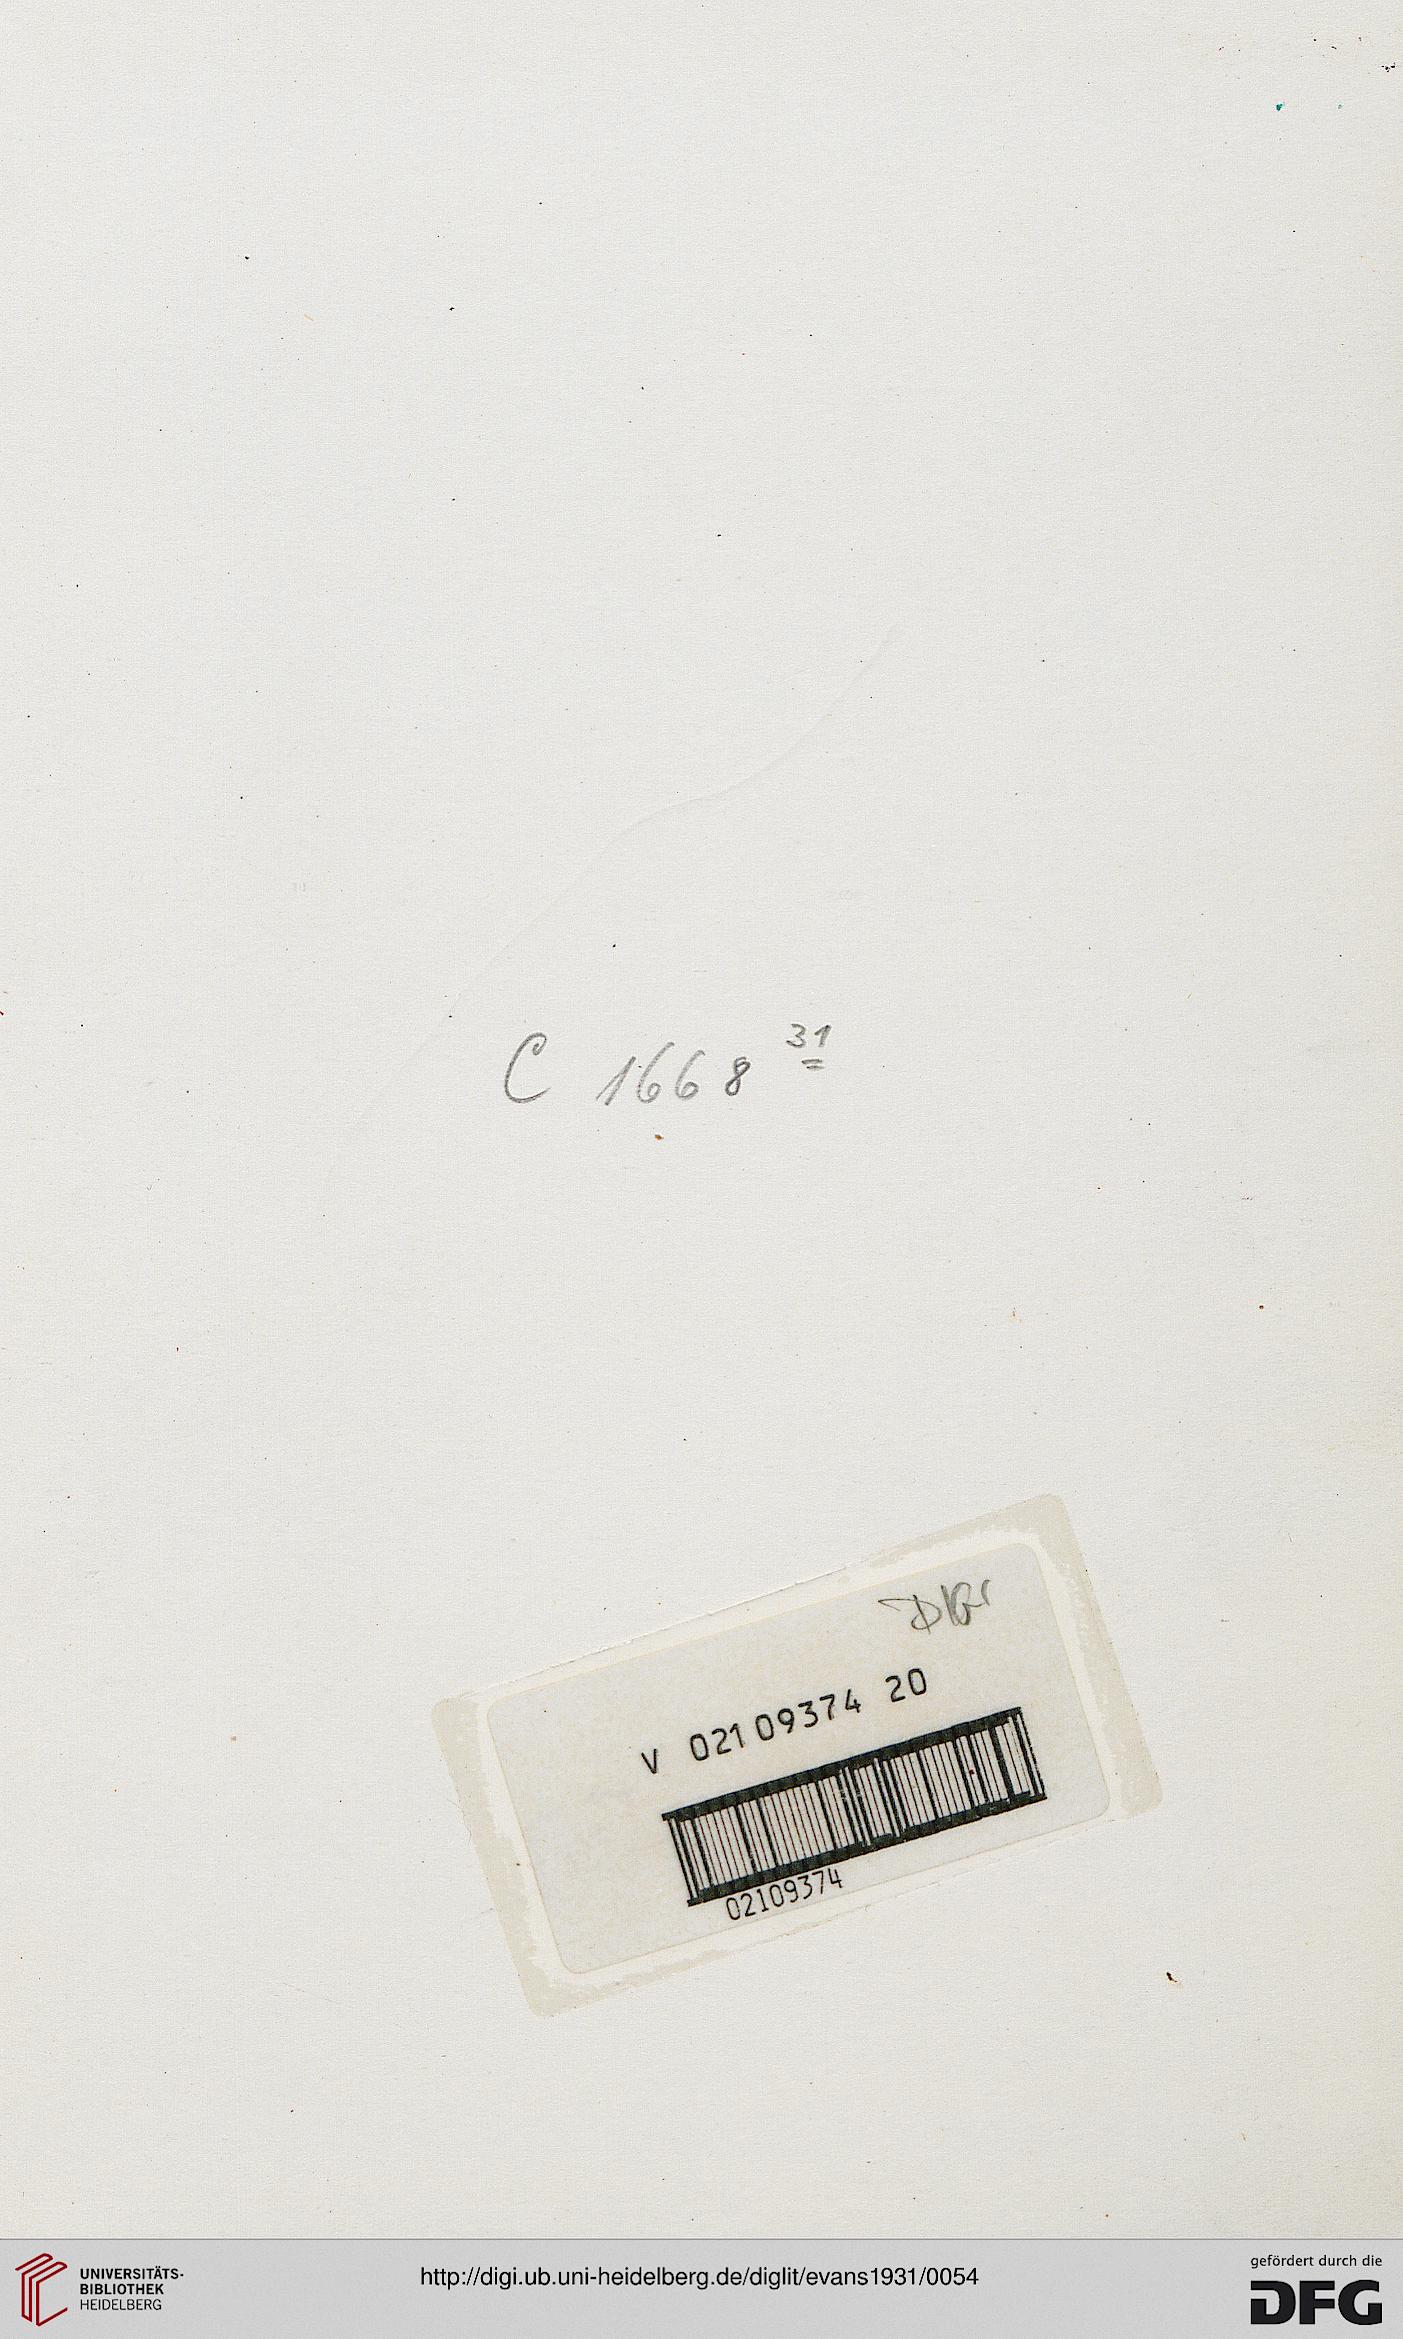 C 1668 31
V 02109374 20
02109374
UNIVERSITÄTS-
BIBLIOTHEK
HEIDELBERG
http://digi.ub.uni-heidelberg.de/diglit/evans1931/0054
gefördert durch die
DFG